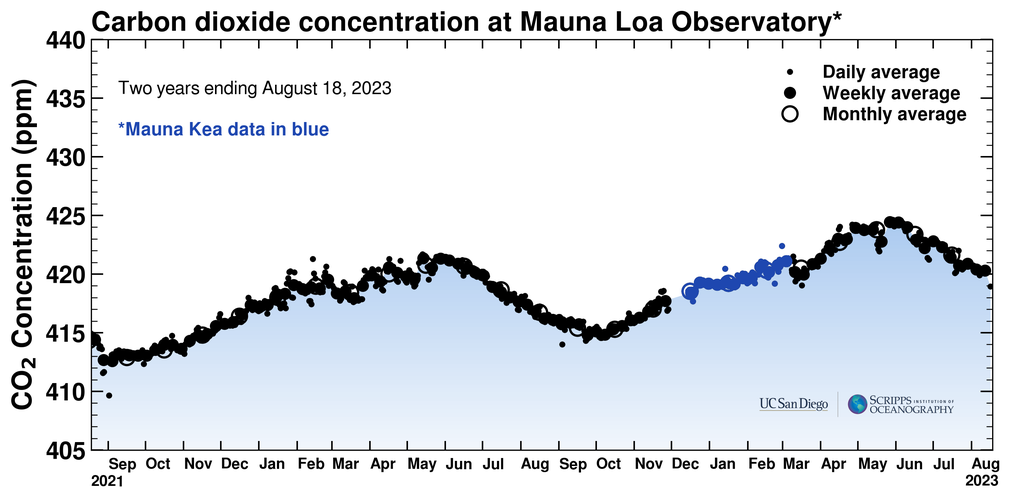 Carbon dioxide concentration at Mauna Loa Observatory*
CO2 Concentration (ppm)
440
435
430
425
420
415
410
405
Two years ending August 18, 2023
*Mauna Kea data in blue
Daily average
Weekly average
Monthly average
UC San Diego
SCRIPPS INSTITUTION OF
OCEANOGRAPHY
Sep Oct Nov Dec Jan Feb Mar Apr May Jun Jul Aug Sep Oct Nov Dec Jan Feb Mar Apr May Jun Jul Aug
2021 2023